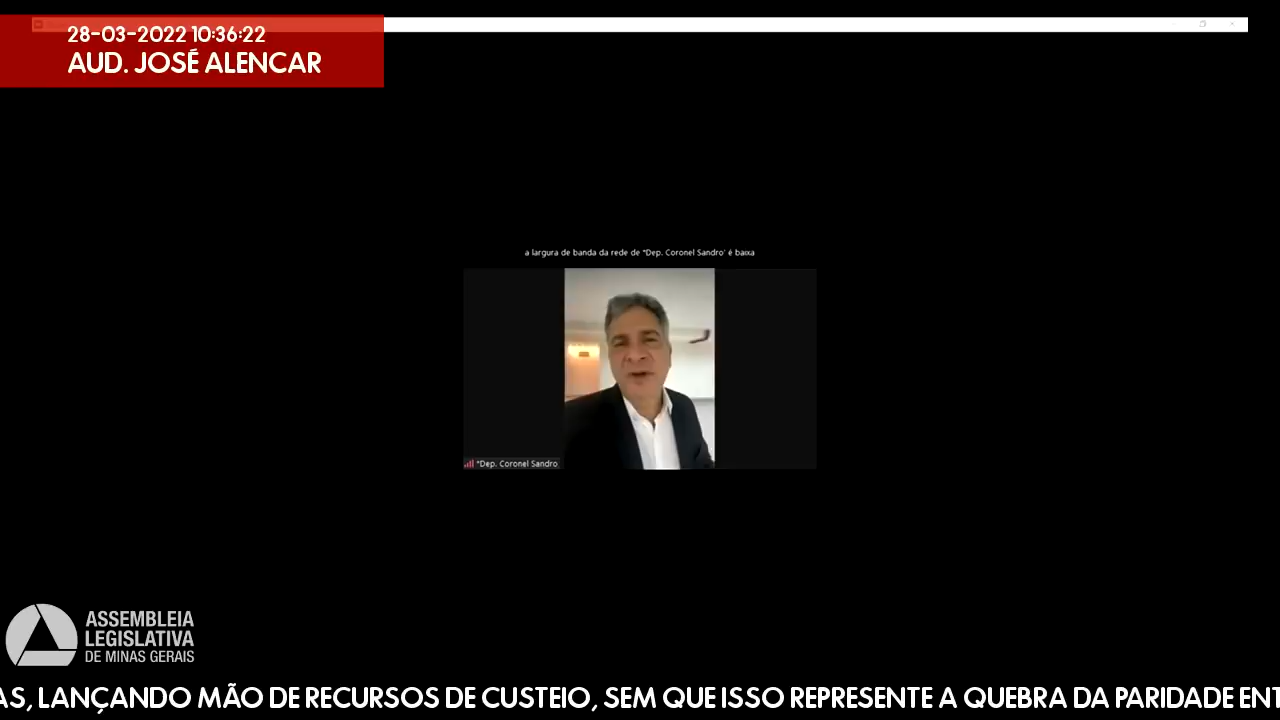 28-03-2022 10:36:22
AUD. JOSÉ ALENCAR
a largura de banda da rede de "Dep. Coronel Sandro' é baixa
*Dep. Coronel Sandro
ASSEMBLEIA
LEGISLATIVA
DE MINAS GERAIS
AS, LANÇANDO MÃO DE RECURSOS DE CUSTEIO, SEM QUE ISSO REPRESENTE A QUEBRA DA PARIDADE ENT